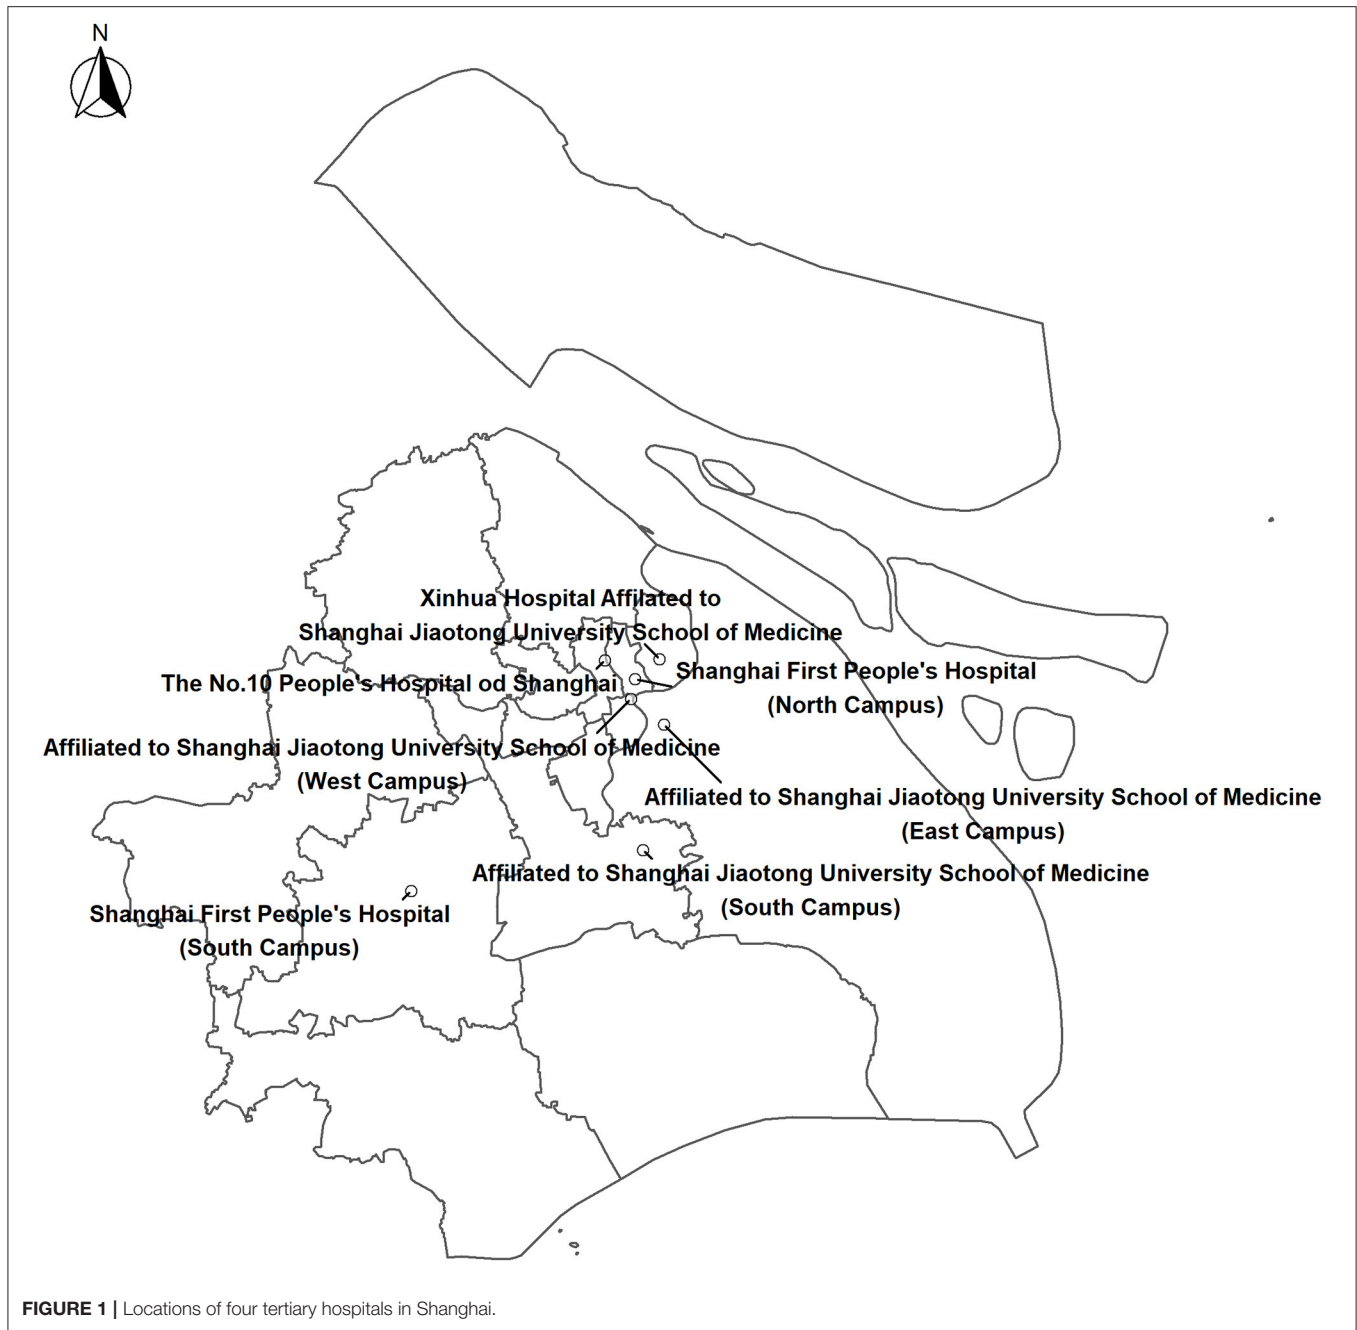 N
Xinhua Hospital Affilated to
Shanghai Jiaotong University School of Medicine
Shanghai First People's Hospital
(North Campus)
The No.10 People's Hospital od Shanghai
Affiliated to Shanghai Jiaotong University School of Medicine
(West Campus)
Affiliated to Shanghai Jiaotong University School of Medicine
(East Campus)
Affiliated to Shanghai Jiaotong University School of Medicine
(South Campus)
Shanghai First People's Hospital
(South Campus)
FIGURE 1 | Locations of four tertiary hospitals in Shanghai.